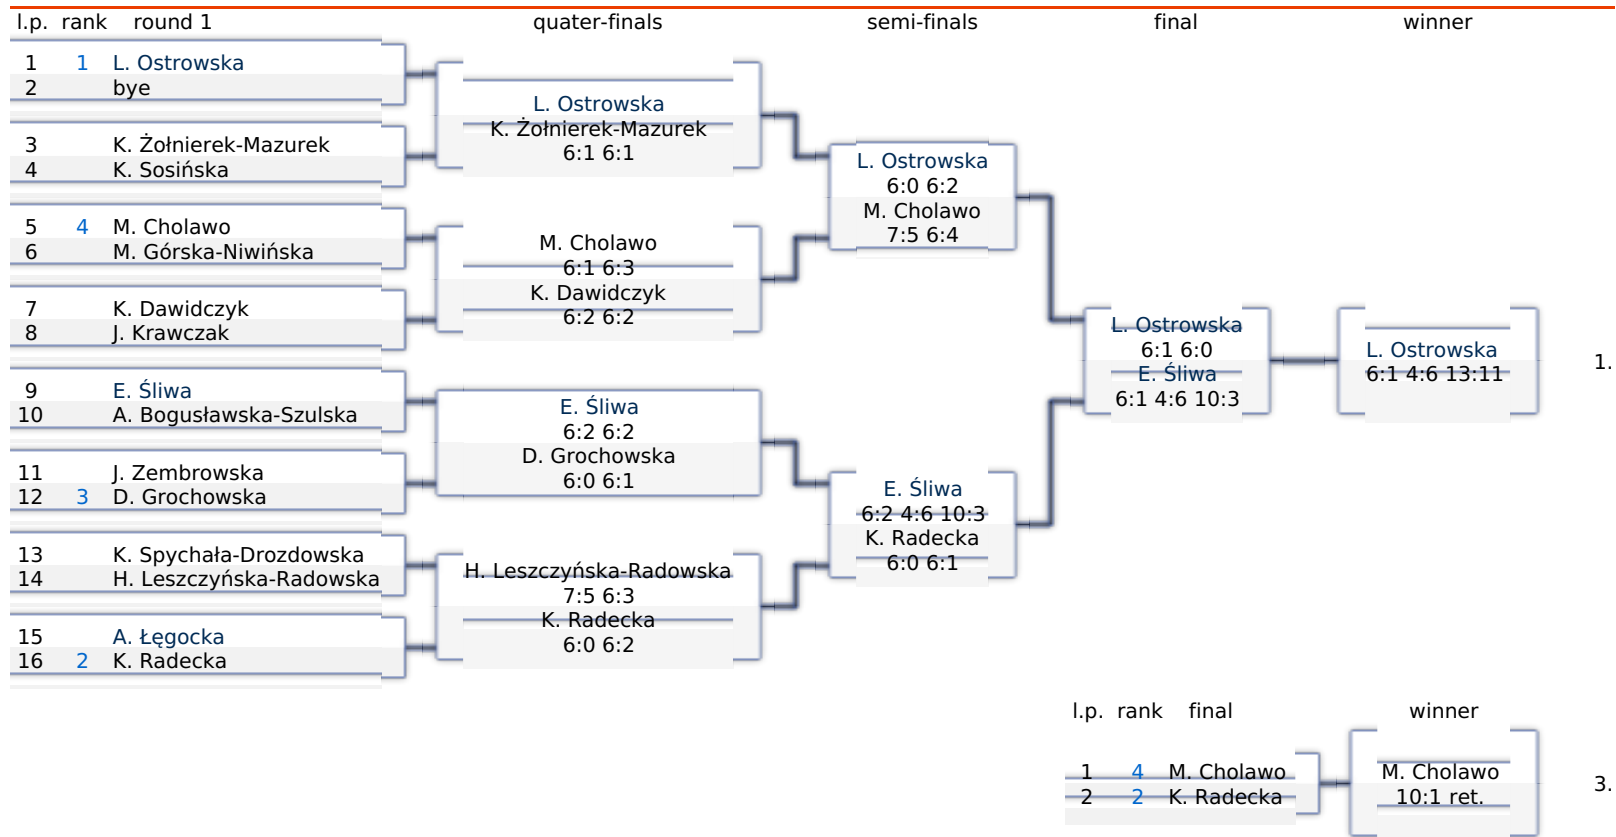 l.p. rank round 1 quater-finals semi-finals final winner
1 1 L. Ostrowska
2 bye
3 K. Żołnierek-Mazurek
4 K. Sosińska
5 4 M. Cholawo
6 M. Górska-Niwińska
7 K. Dawidczyk
8 J. Krawczak
9 E. Śliwa
10 A. Bogusławska-Szulska
11 J. Zembrowska
12 3 D. Grochowska
13 K. Spychała-Drozdowska
14 H. Leszczyńska-Radowska
15 A. Łęgocka
16 2 K. Radecka
L. Ostrowska
K. Żołnierek-Mazurek
6:1 6:1
M. Cholawo
6:1 6:3
K. Dawidczyk
6:2 6:2
E. Śliwa
6:2 6:2
D. Grochowska
6:0 6:1
H. Leszczyńska-Radowska
7:5 6:3
K. Radecka
6:0 6:2
L. Ostrowska
6:0 6:2
M. Cholawo
7:5 6:4
E. Śliwa
6:2 4:6 10:3
K. Radecka
6:0 6:1
L. Ostrowska
6:1 6:0
E. Śliwa
6:1 4:6 10:3
L. Ostrowska
6:1 4:6 13:11
1.
l.p. rank final winner
1 4 M. Cholawo
2 2 K. Radecka
M. Cholawo
10:1 ret.
3.